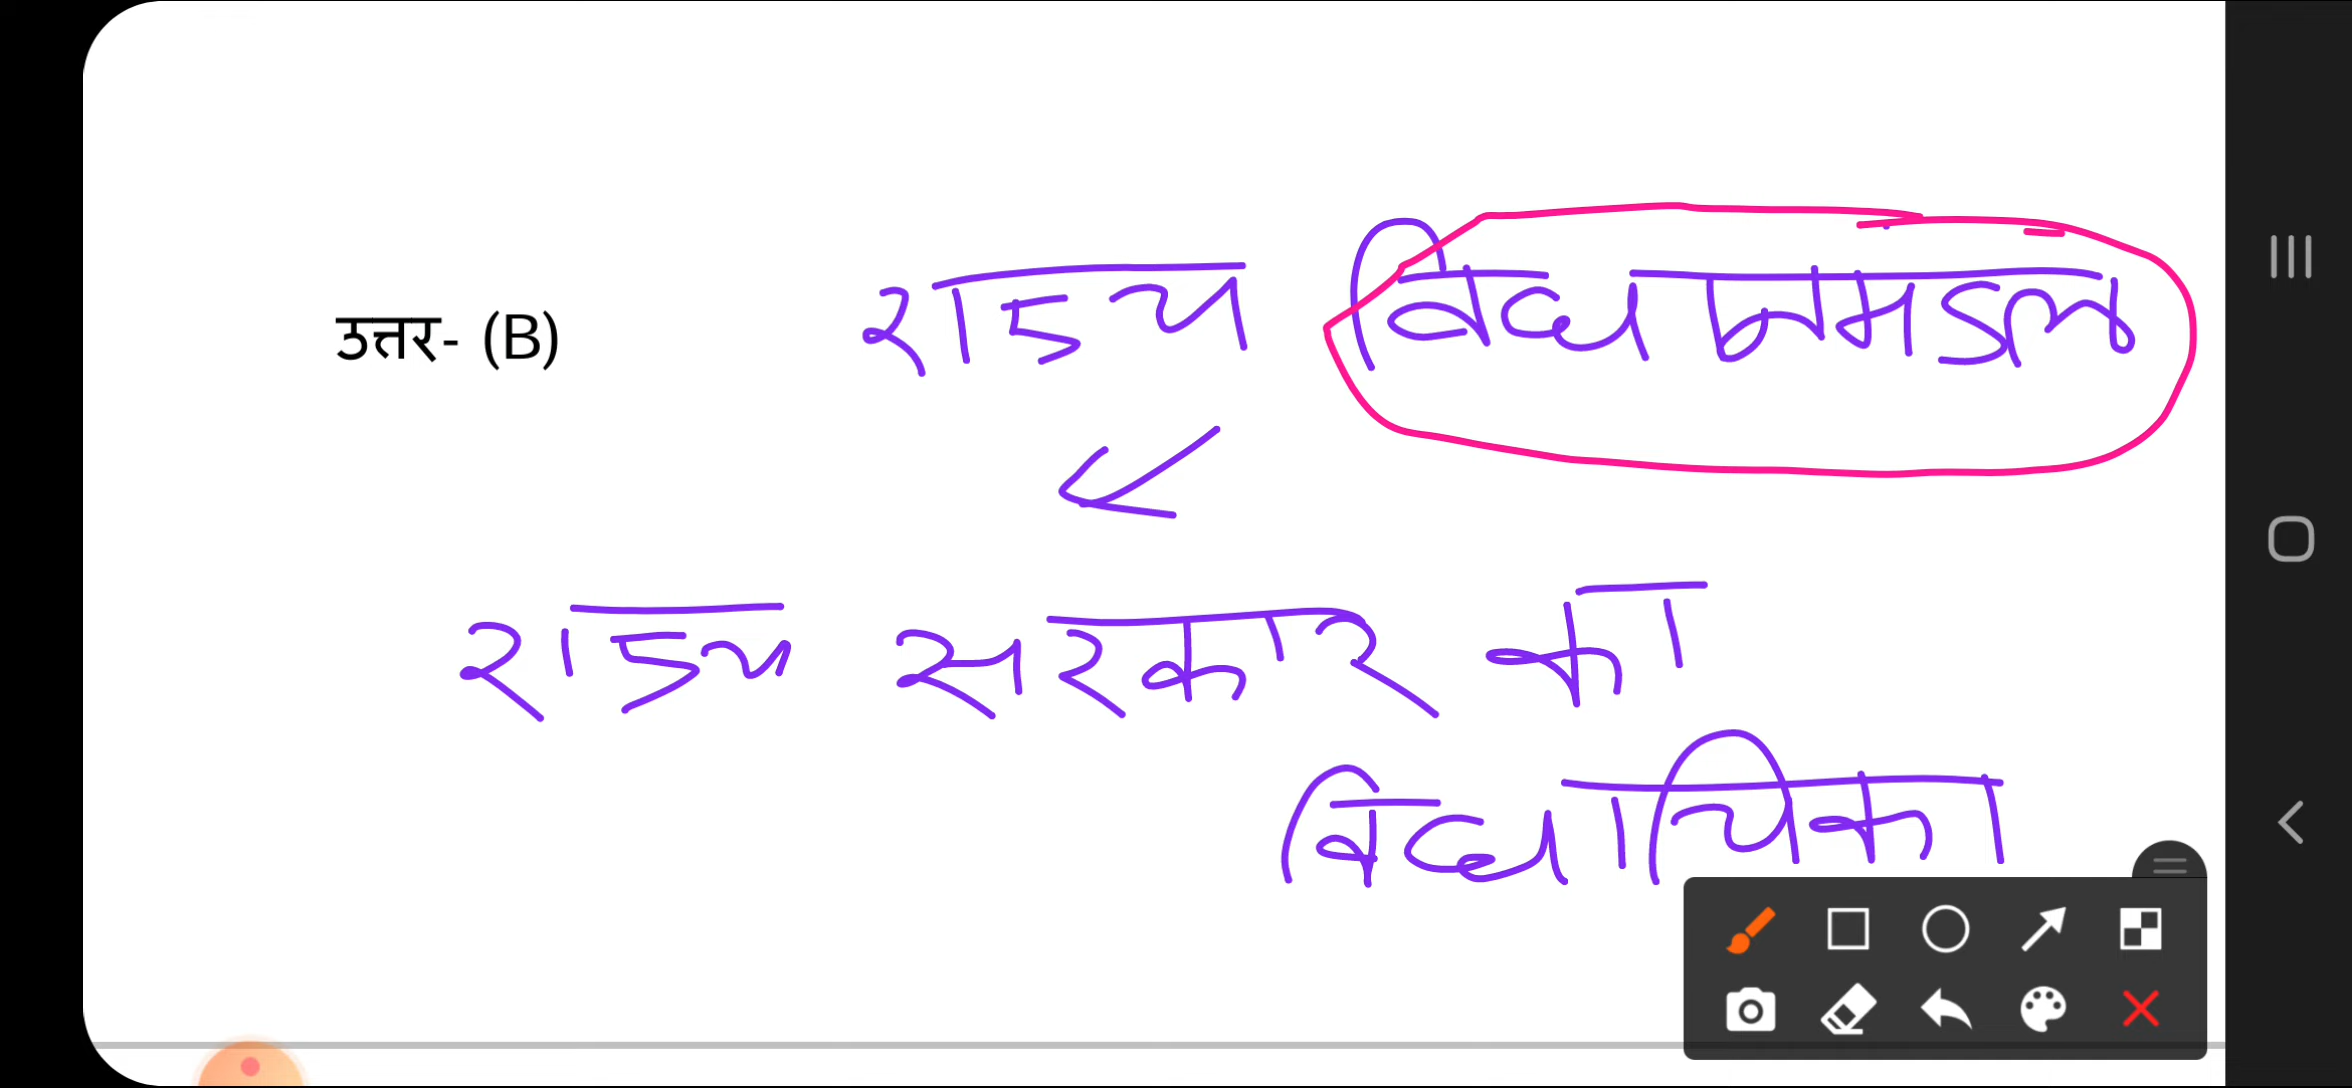 उत्तर- (B)
राज्य विधानमंडल
राज्य सरकार का
विधायिका